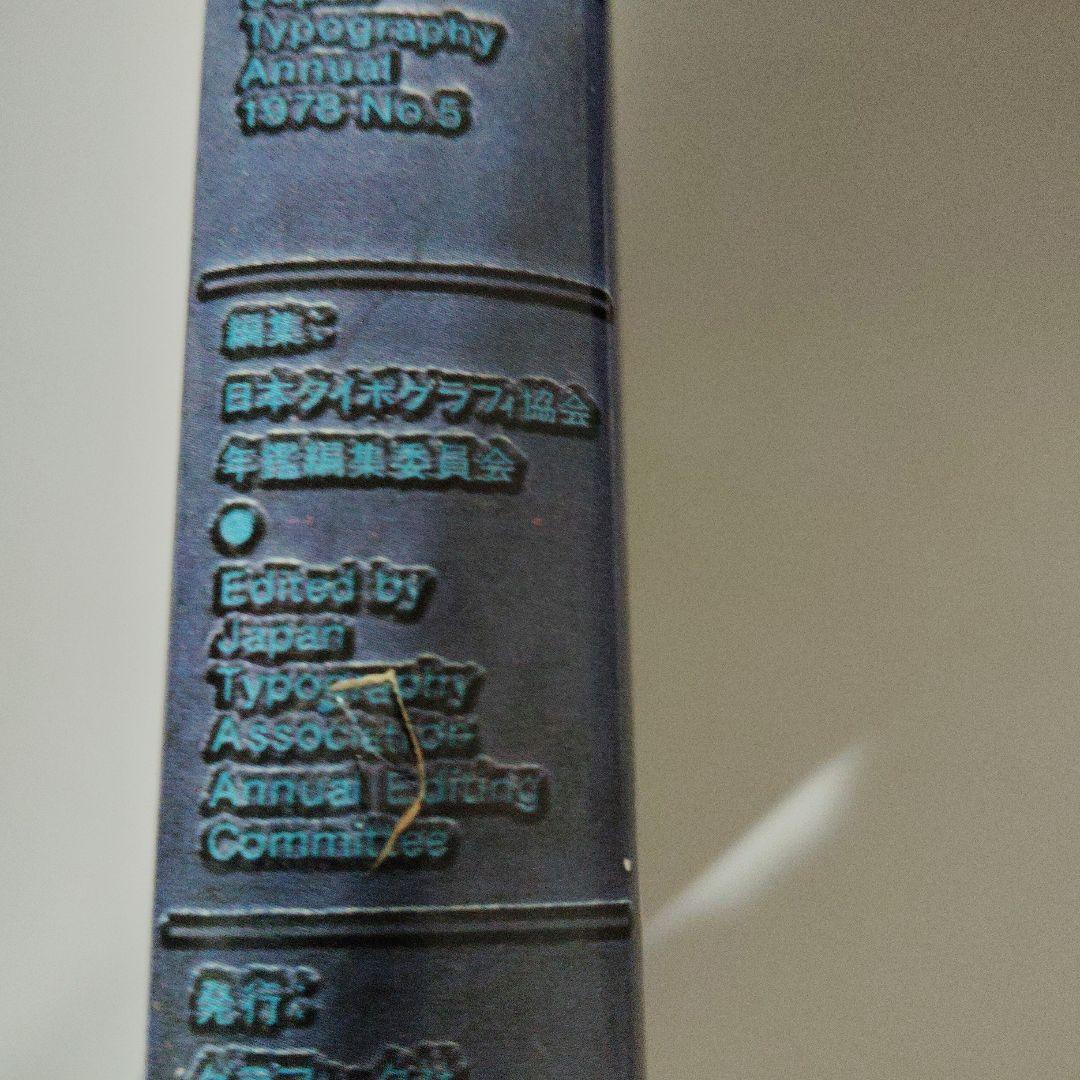 Japan
Typography
Annual
1978 No.5
編集:
日本タイポグラフィ協会
年鑑編集委員会
●
Edited by
Japan
Typography
Association
Annual Editing
Committee
発行: